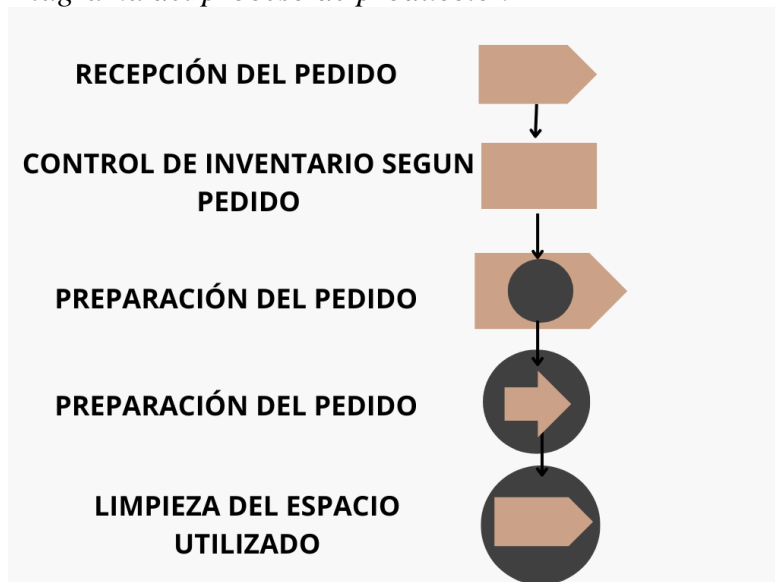 RECEPCIÓN DEL PEDIDO
CONTROL DE INVENTARIO SEGUN
PEDIDO
PREPARACIÓN DEL PEDIDO
PREPARACIÓN DEL PEDIDO
LIMPIEZA DEL ESPACIO
UTILIZADO